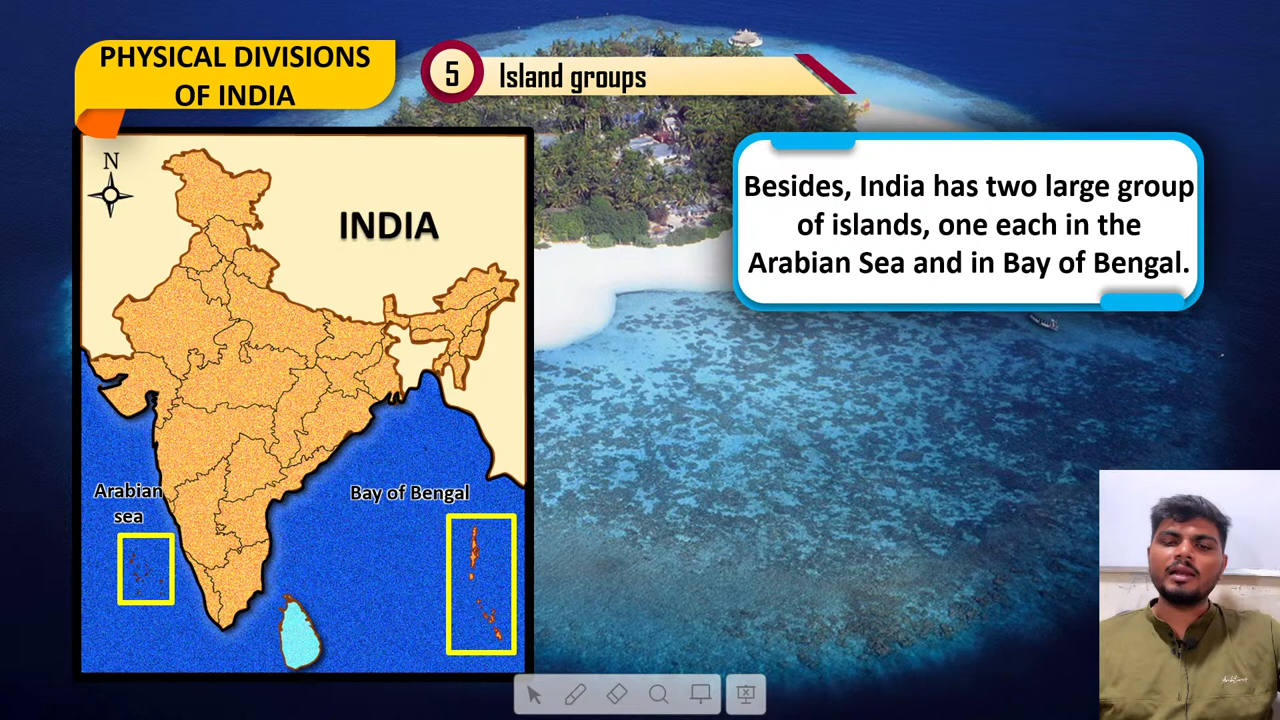 PHYSICAL DIVISIONS
OF INDIA
5
Island groups
N
INDIA
Besides, India has two large group
of islands, one each in the
Arabian Sea and in Bay of Bengal.
Arabian
sea
Bay of Bengal